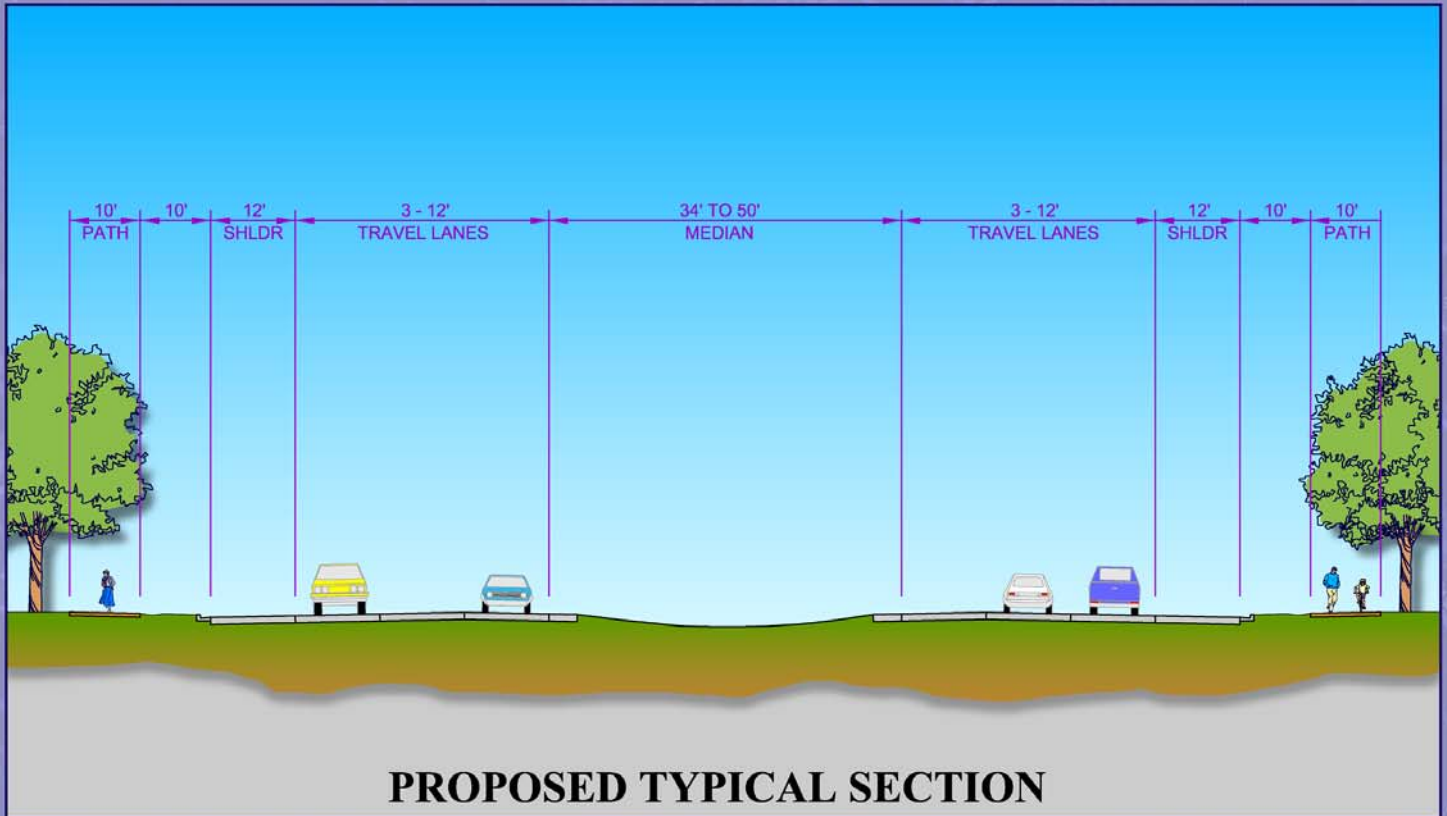 10' 10' 12' 3 - 12' 34' TO 50' 3 - 12' 12' 10' 10'
PATH SHLDR TRAVEL LANES MEDIAN TRAVEL LANES SHLDR PATH
PROPOSED TYPICAL SECTION